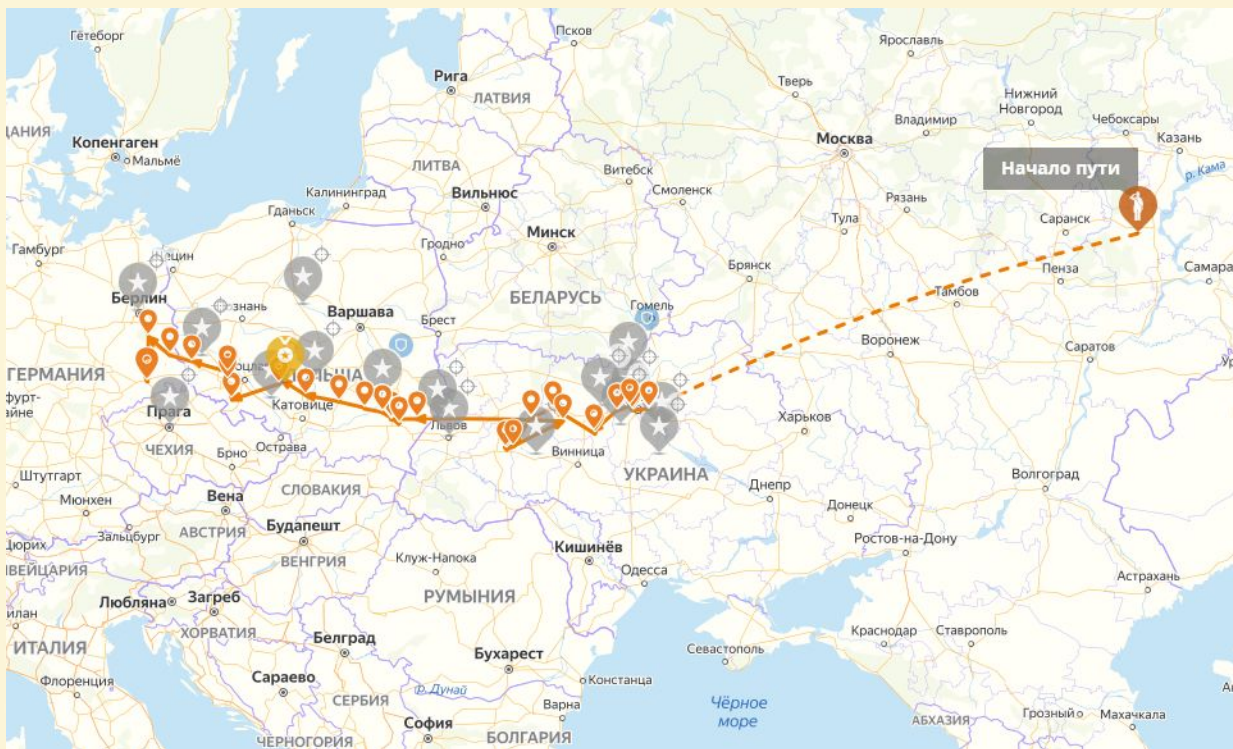 Гётеборг
Псков
Ярославль
Рига
ЛАТВИЯ
Тверь
Нижний
Новгород
Чебоксары
Казань
Владимир
Москва
ДАНИЯ
Копенгаген
Мальмё
ЛИТВА
Витебск
Смоленск
Начало пути
р. Кама
Калининград
Вильнюс
Гданьск
Рязань
Тула
Саранск
Гродно
Минск
Гамбург
Брянск
Пенза
Самара
Берлин
БЕЛАРУСЬ
Гомель
Тамбов
Варшава
Брест
Воронеж
Саратов
ГЕРМАНИЯ
Прага
Катовице
Львов
Харьков
ЧЕХИЯ
Острава
Брно
Винница
УКРАИНА
Штутгарт
СЛОВАКИЯ
Волгоград
Мюнхен
Вена
Днепр
Зальцбург
АВСТРИЯ
Будапешт
Донецк
Цюрих
Кишинёв
Ростов-на-Дону
ВЕНГРИЯ
Клуж-Напока
ШВЕЙЦАРИЯ
Одесса
Астрахань
Любляна
Загреб
РУМЫНИЯ
ХОРВАТИЯ
Краснодар
Ставрополь
ИТАЛИЯ
Белград
Севастополь
Бухарест
Флоренция
Сараево
Констанца
р. Дунай
СЕРБИЯ
Варна
Чёрное
море
София
АБХАЗИЯ
Грозный
Махачкала
ЧЕРНОГОРИЯ
БОЛГАРИЯ